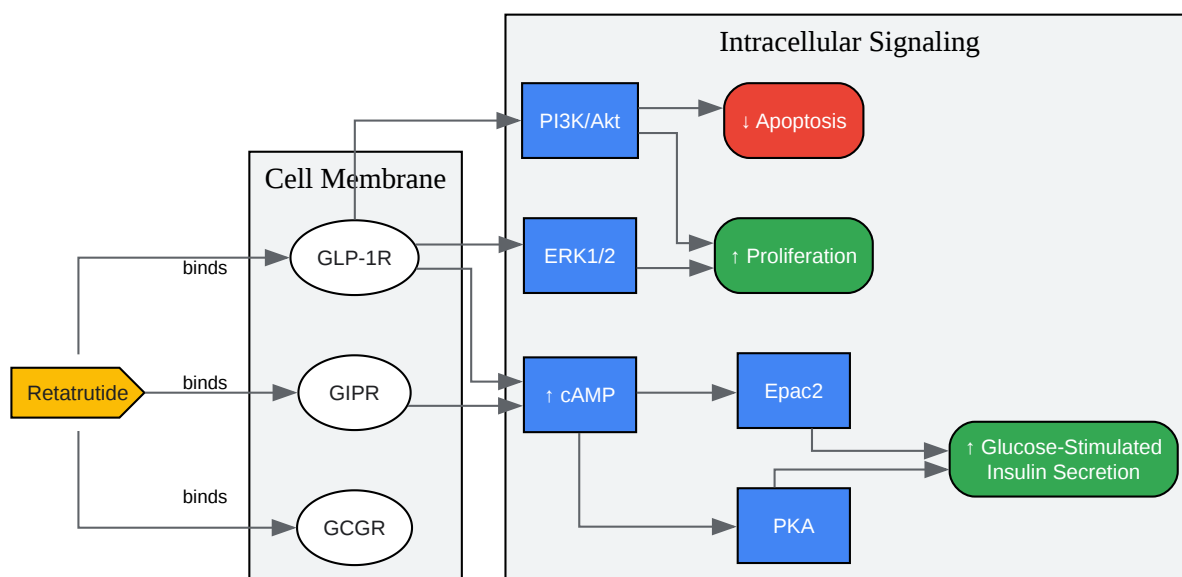 Intracellular Signaling
PI3K/Akt
↓ Apoptosis
Cell Membrane
GLP-1R
ERK1/2
↑ Proliferation
binds
Retatrutide
binds
GIPR
↑ cAMP
Epac2
↑ Glucose-Stimulated
Insulin Secretion
binds
GCGR
PKA